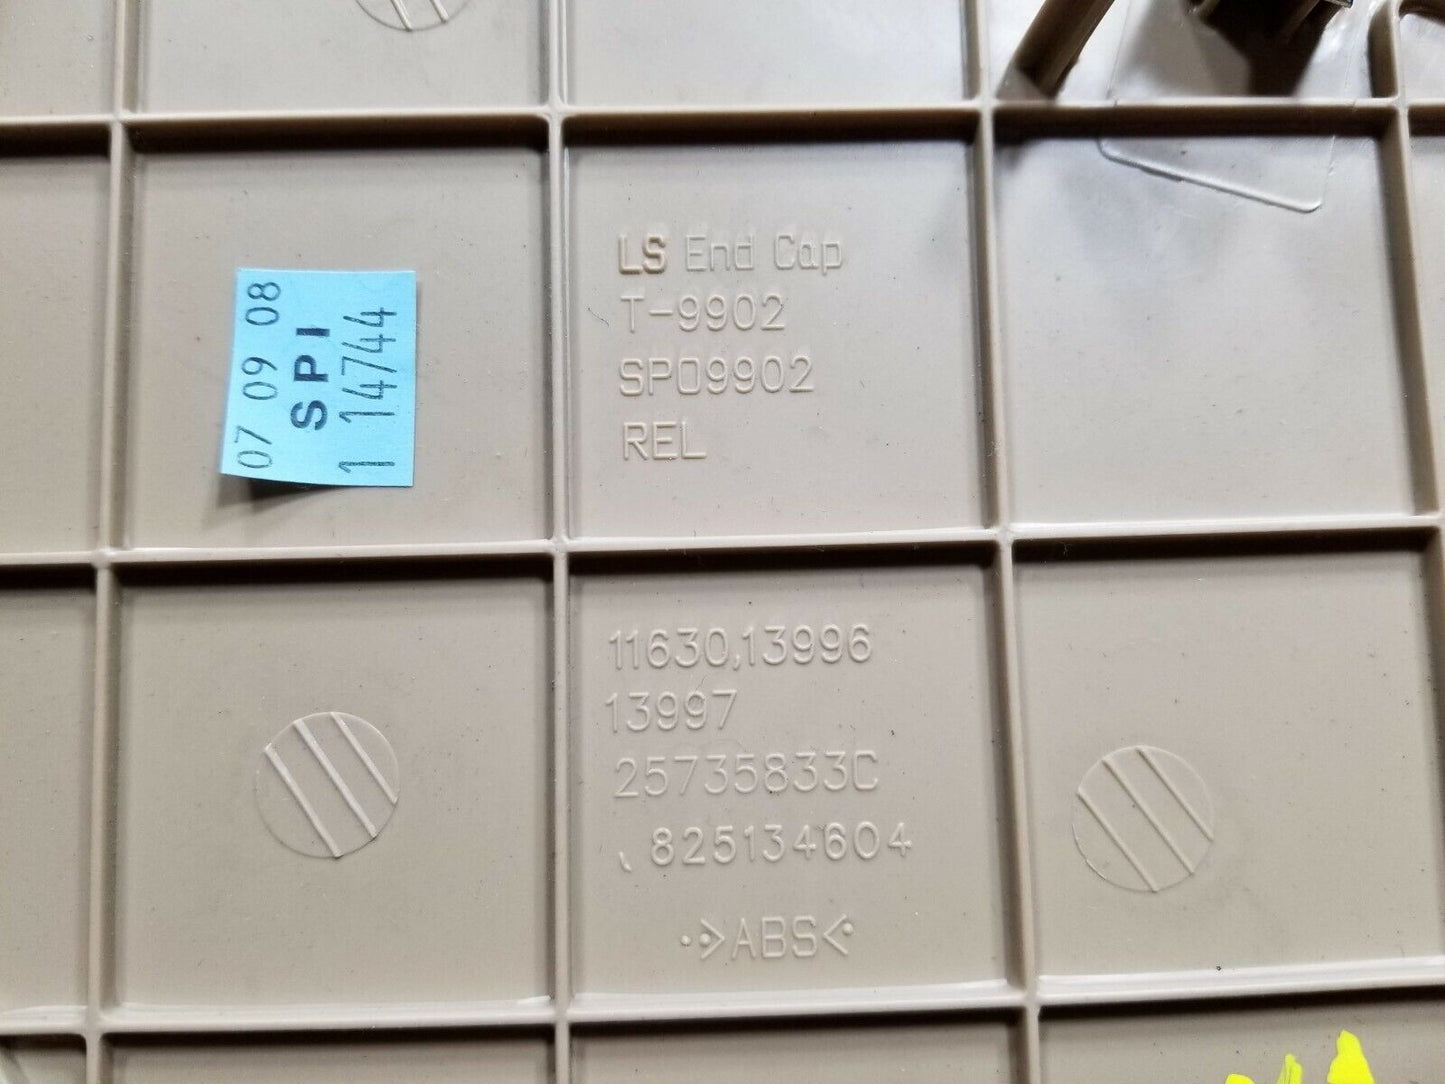 07 09 08
SPI
1 14744
LS End Cap
T-9902
SP09902
REL
11630,13996
13997
25735833C
、825134604
.>ABS<